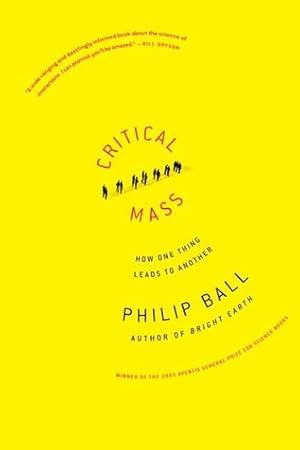 "A wide-ranging and dazzlingly informed book about the science of
interactions. I can promise you'll be amazed." —BILL BRYSON
CRITICAL
MASS
HOW ONE THING
LEADS TO ANOTHER
PHILIP BALL
AUTHOR OF BRIGHT EARTH
WINNER OF THE 2005 AVENTIS GENERAL PRIZE FOR SCIENCE BOOKS